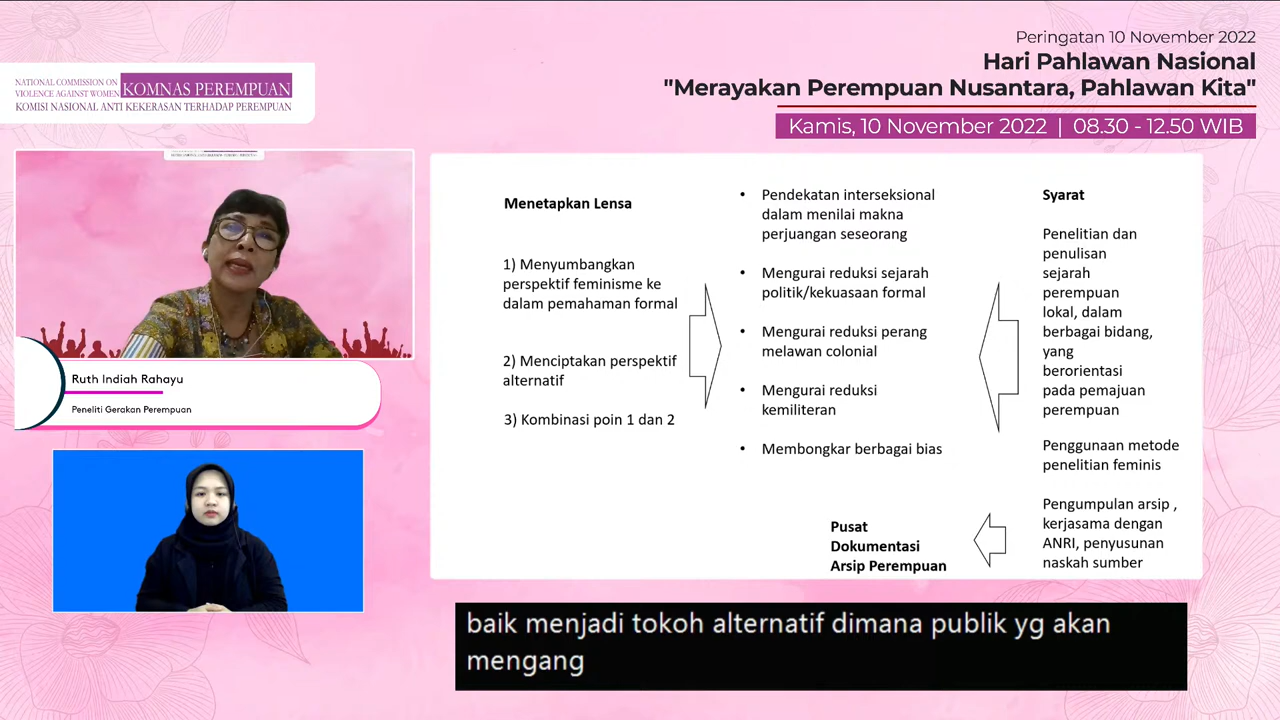 Peringatan 10 November 2022
Hari Pahlawan Nasional
"Merayakan Perempuan Nusantara, Pahlawan Kita"
Kamis, 10 November 2022 | 08.30 - 12.50 WIB
NATIONAL COMMISSION ON
VIOLENCE AGAINST WOMEN
KOMNAS PEREMPUAN
KOMISI NASIONAL ANTI KEKERASAN TERHADAP PEREMPUAN
Ruth Indiah Rahayu
Peneliti Gerakan Perempuan
Menetapkan Lensa
1) Menyumbangkan
perspektif feminisme ke
dalam pemahaman formal
2) Menciptakan perspektif
alternatif
3) Kombinasi poin 1 dan 2
• Pendekatan interseksional
dalam menilai makna
perjuangan seseorang
• Mengurai reduksi sejarah
politik/kekuasaan formal
• Mengurai reduksi perang
melawan colonial
• Mengurai reduksi
kemiliteran
• Membongkar berbagai bias
Pusat
Dokumentasi
Arsip Perempuan
Syarat
Penelitian dan
penulisan
sejarah
perempuan
lokal, dalam
berbagai bidang,
yang
berorientasi
pada pemajuan
perempuan
Penggunaan metode
penelitian feminis
Pengumpulan arsip ,
kerjasama dengan
ANRI, penyusunan
naskah sumber
baik menjadi tokoh alternatif dimana publik yg akan
mengang